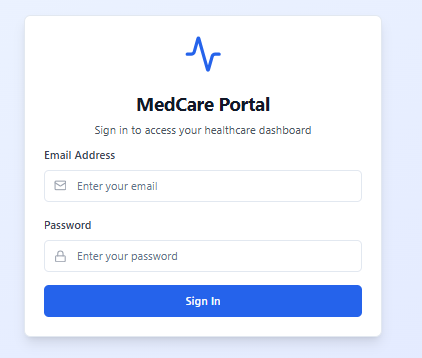 MedCare Portal
Sign in to access your healthcare dashboard
Email Address
Enter your email
Password
Enter your password
Sign In